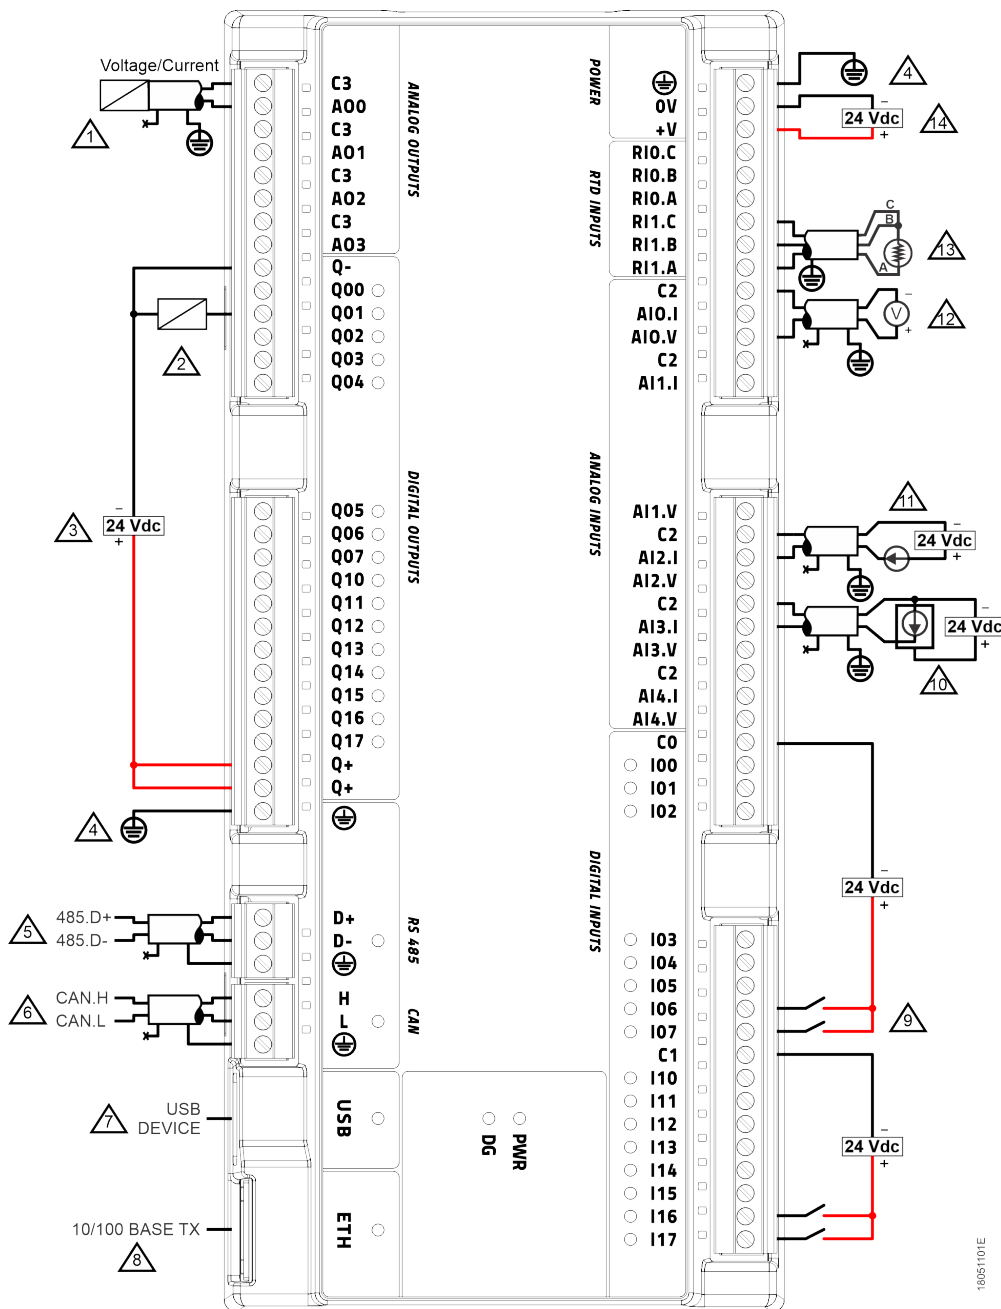 Voltage/Current
1
2
3
−
24 Vdc
+
4
485.D+
485.D-
5
CAN.H
CAN.L
6
USB
DEVICE
7
10/100 BASE TX
8
C3
AO0
C3
AO1
C3
AO2
C3
AO3
ANALOG OUTPUTS
Q-
Q00
Q01
Q02
Q03
Q04
Q05
Q06
Q07
Q10
Q11
Q12
Q13
Q14
Q15
Q16
Q17
Q+
Q+
DIGITAL OUTPUTS
D+
D-
RS 485
H
L
CAN
USB
ETH
DG
PWR
POWER
0V
+V
RTD INPUTS
RI0.C
RI0.B
RI0.A
RI1.C
RI1.B
RI1.A
ANALOG INPUTS
C2
AI0.I
AI0.V
C2
AI1.I
AI1.V
C2
AI2.I
AI2.V
C2
AI3.I
AI3.V
C2
AI4.I
AI4.V
DIGITAL INPUTS
C0
I00
I01
I02
I03
I04
I05
I06
I07
C1
I10
I11
I12
I13
I14
I15
I16
I17
4
−
24 Vdc
+
14
C
B
A
13
−
V
+
12
11
−
24 Vdc
+
−
24 Vdc
+
10
−
24 Vdc
+
9
−
24 Vdc
+
18051101E